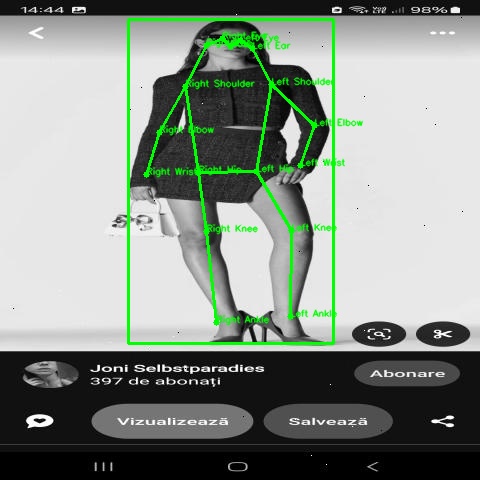 14:44
98%
Left Eye
Left Ear
Right Shoulder
Left Shoulder
Right Elbow
Left Elbow
Right Wrist
Right Hip
Left Hip
Left Wrist
Right Knee
Left Knee
Right Ankle
Left Ankle
Joni Selbstparadies
397 de abonați
Abonare
Vizualizează
Salvează